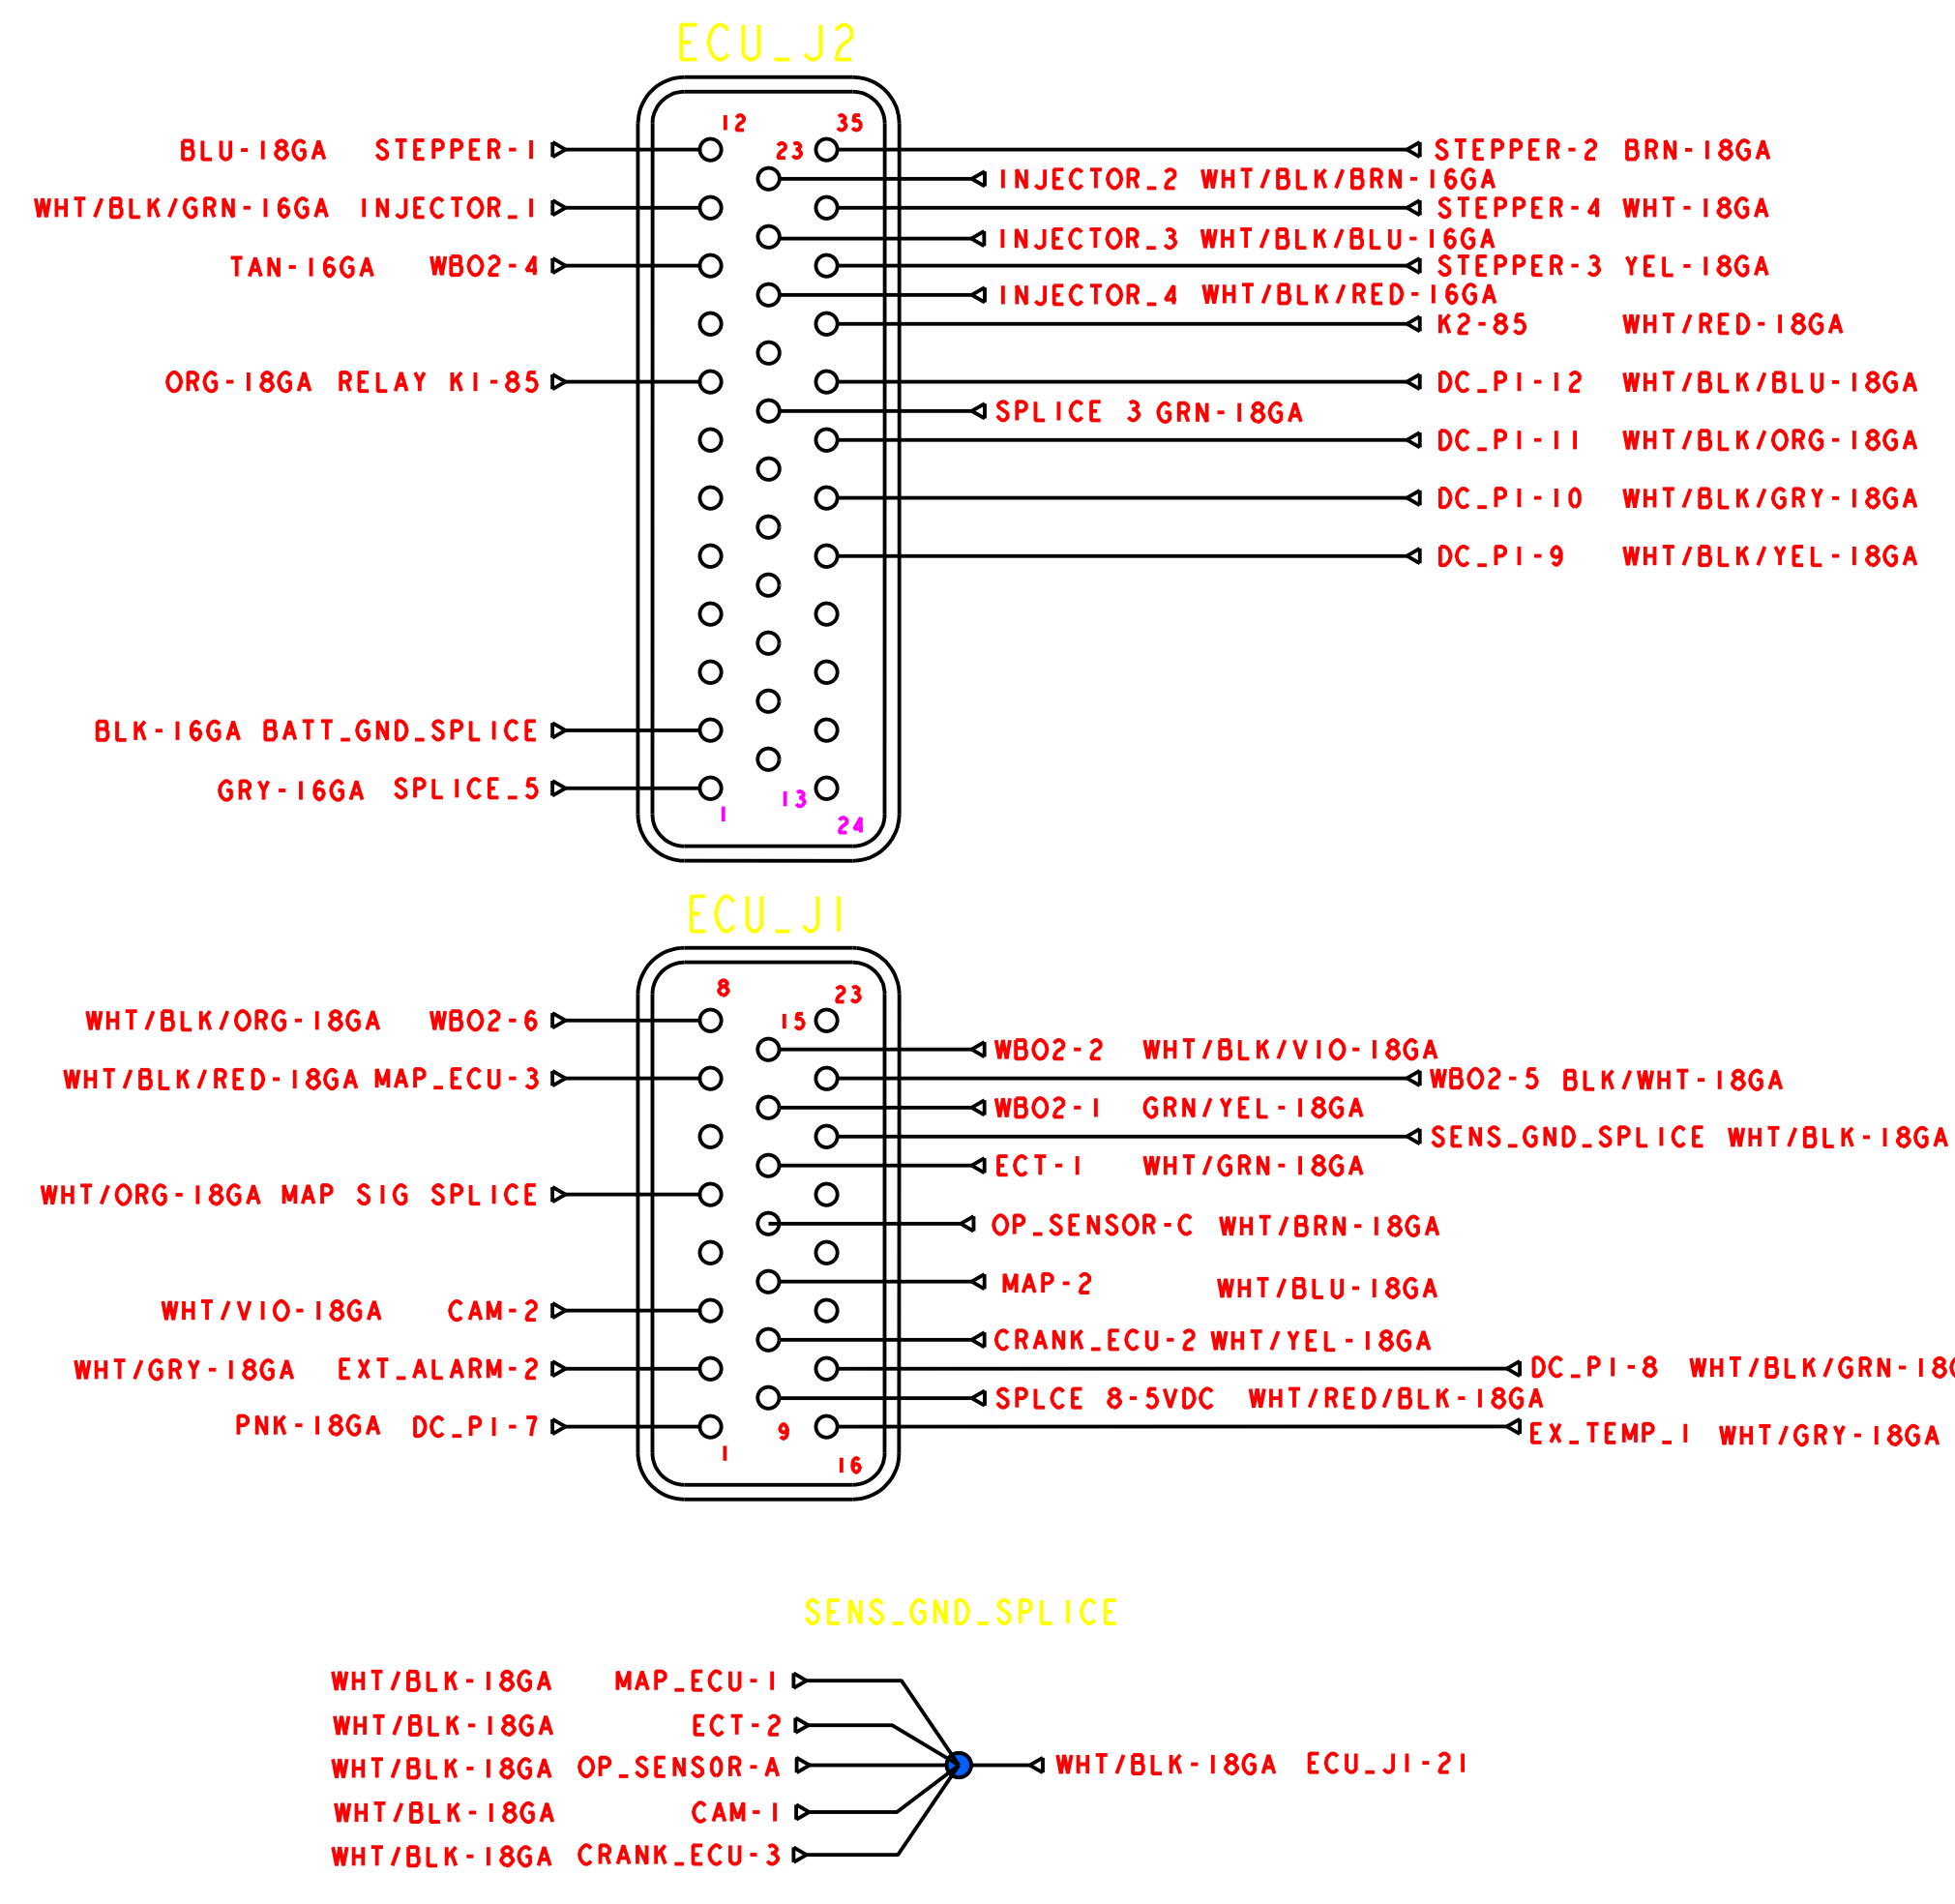 ECU_J2
12 35
BLU-18GA STEPPER-1 23 STEPPER-2 BRN-18GA
INJECTOR_2 WHT/BLK/BRN-16GA
WHT/BLK/GRN-16GA INJECTOR_1 STEPPER-4 WHT-18GA
INJECTOR_3 WHT/BLK/BLU-16GA
TAN-16GA WBO2-4 STEPPER-3 YEL-18GA
INJECTOR_4 WHT/BLK/RED-16GA
K2-85 WHT/RED-18GA
ORG-18GA RELAY K1-85 DC_P1-12 WHT/BLK/BLU-18GA
SPLICE 3 GRN-18GA
DC_P1-11 WHT/BLK/ORG-18GA
DC_P1-10 WHT/BLK/GRY-18GA
DC_P1-9 WHT/BLK/YEL-18GA
BLK-16GA BATT_GND_SPLICE
GRY-16GA SPLICE_5
1 13 24
ECU_J1
8 23
WHT/BLK/ORG-18GA WBO2-6 15
WBO2-2 WHT/BLK/VIO-18GA
WHT/BLK/RED-18GA MAP_ECU-3 WBO2-5 BLK/WHT-18GA
WBO2-1 GRN/YEL-18GA
SENS_GND_SPLICE WHT/BLK-18GA
ECT-1 WHT/GRN-18GA
WHT/ORG-18GA MAP SIG SPLICE
OP_SENSOR-C WHT/BRN-18GA
MAP-2 WHT/BLU-18GA
WHT/VIO-18GA CAM-2
CRANK_ECU-2 WHT/YEL-18GA
WHT/GRY-18GA EXT_ALARM-2 DC_P1-8 WHT/BLK/GRN-18
SPLCE 8-5VDC WHT/RED/BLK-18GA
PNK-18GA DC_P1-7 9 EX_TEMP_1 WHT/GRY-18GA
1 16
SENS_GND_SPLICE
WHT/BLK-18GA MAP_ECU-1
WHT/BLK-18GA ECT-2
WHT/BLK-18GA OP_SENSOR-A WHT/BLK-18GA ECU_J1-21
WHT/BLK-18GA CAM-1
WHT/BLK-18GA CRANK_ECU-3